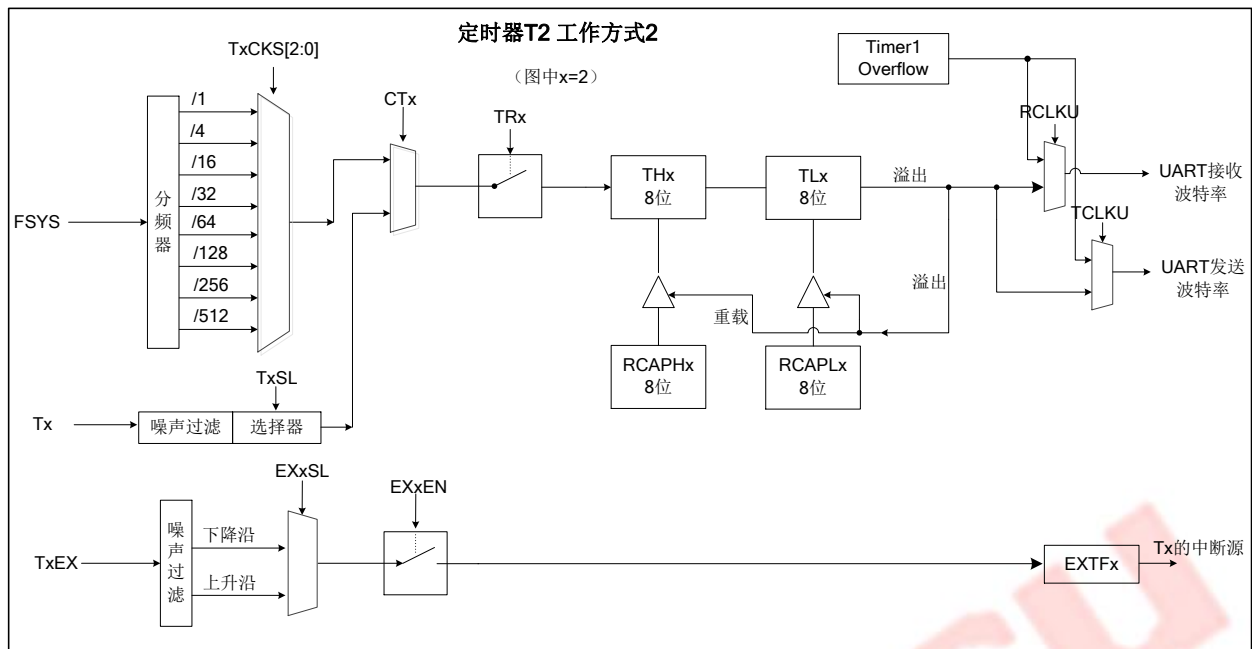 定时器T2 工作方式2
（图中x=2）
TxCKS[2:0]
Timer1
Overflow
CTx
TRx
RCLKU
/1
/4
/16
/32
/64
/128
/256
/512
FSYS
分
频
器
THx
8位
TLx
8位
溢出
UART接收
波特率
TCLKU
UART发送
波特率
溢出
重载
RCAPHx
8位
RCAPLx
8位
TxSL
Tx
噪声过滤
选择器
EXxSL
EXxEN
TxEX
噪
声
过
滤
下降沿
上升沿
EXTFx
Tx的中断源